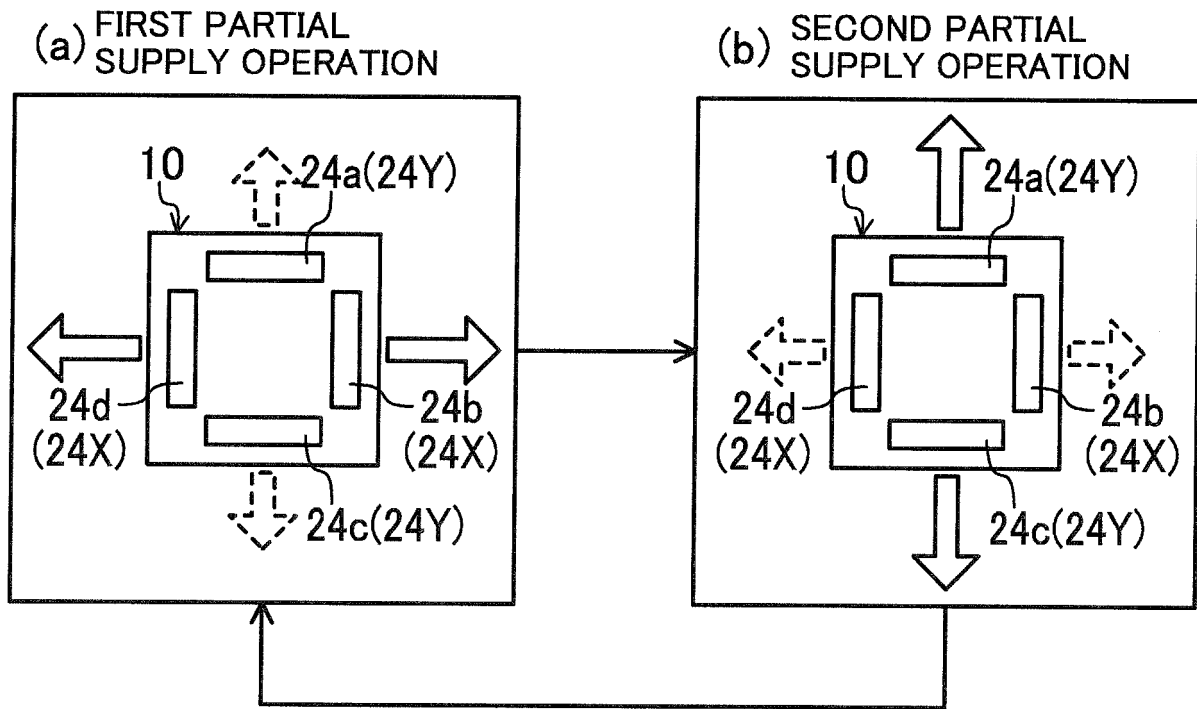 (a) FIRST PARTIAL
SUPPLY OPERATION
10
24a(24Y)
24d
(24X)
24b
(24X)
24c(24Y)
(b) SECOND PARTIAL
SUPPLY OPERATION
10
24a(24Y)
24d
(24X)
24b
(24X)
24c(24Y)